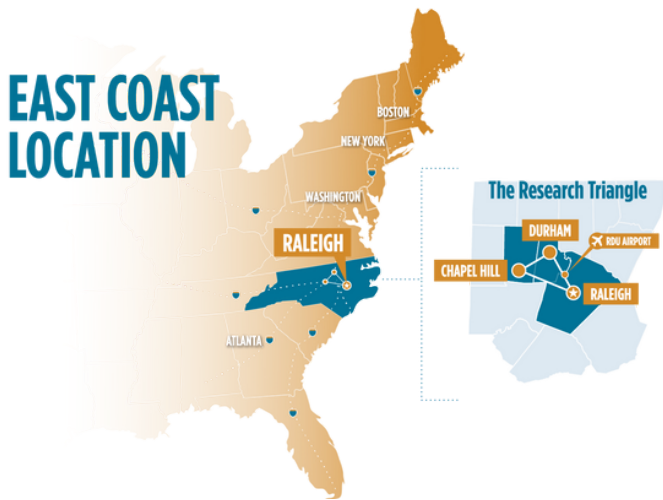 EAST COAST
LOCATION
BOSTON
NEW YORK
WASHINGTON
RALEIGH
ATLANTA
The Research Triangle
DURHAM
RDU AIRPORT
CHAPEL HILL
RALEIGH